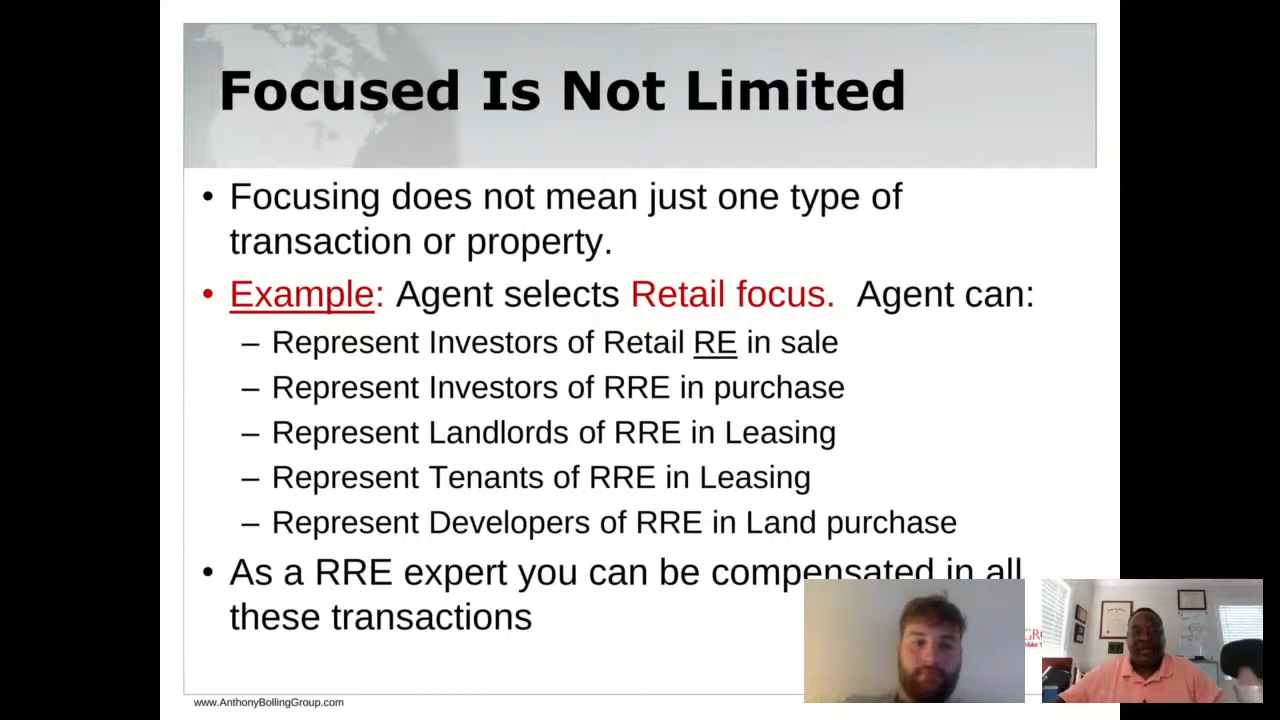 Focused Is Not Limited
• Focusing does not mean just one type of
transaction or property.
• Example: Agent selects Retail focus. Agent can:
– Represent Investors of Retail RE in sale
– Represent Investors of RRE in purchase
– Represent Landlords of RRE in Leasing
– Represent Tenants of RRE in Leasing
– Represent Developers of RRE in Land purchase
• As a RRE expert you can be compensated in all
these transactions
www.AnthonyBollingGroup.com